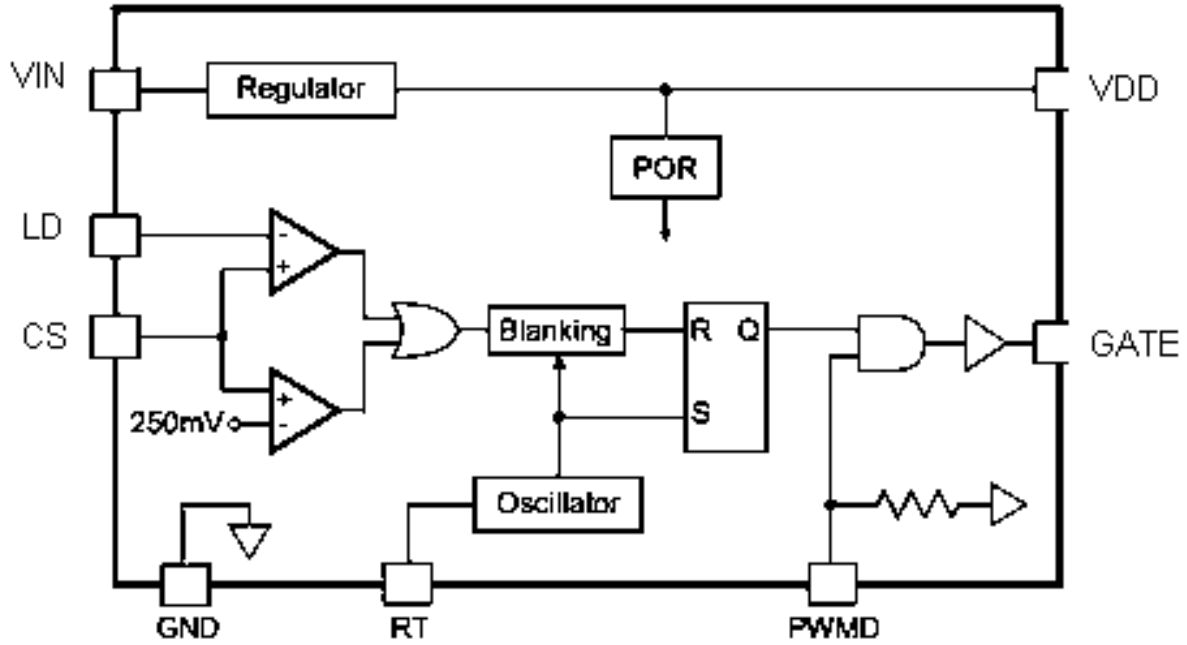 VIN
Regulator
VDD
POR
LD
-
+
CS
Blanking
R Q
GATE
+
250mV
-
S
Oscillator
GND
RT
PWMD